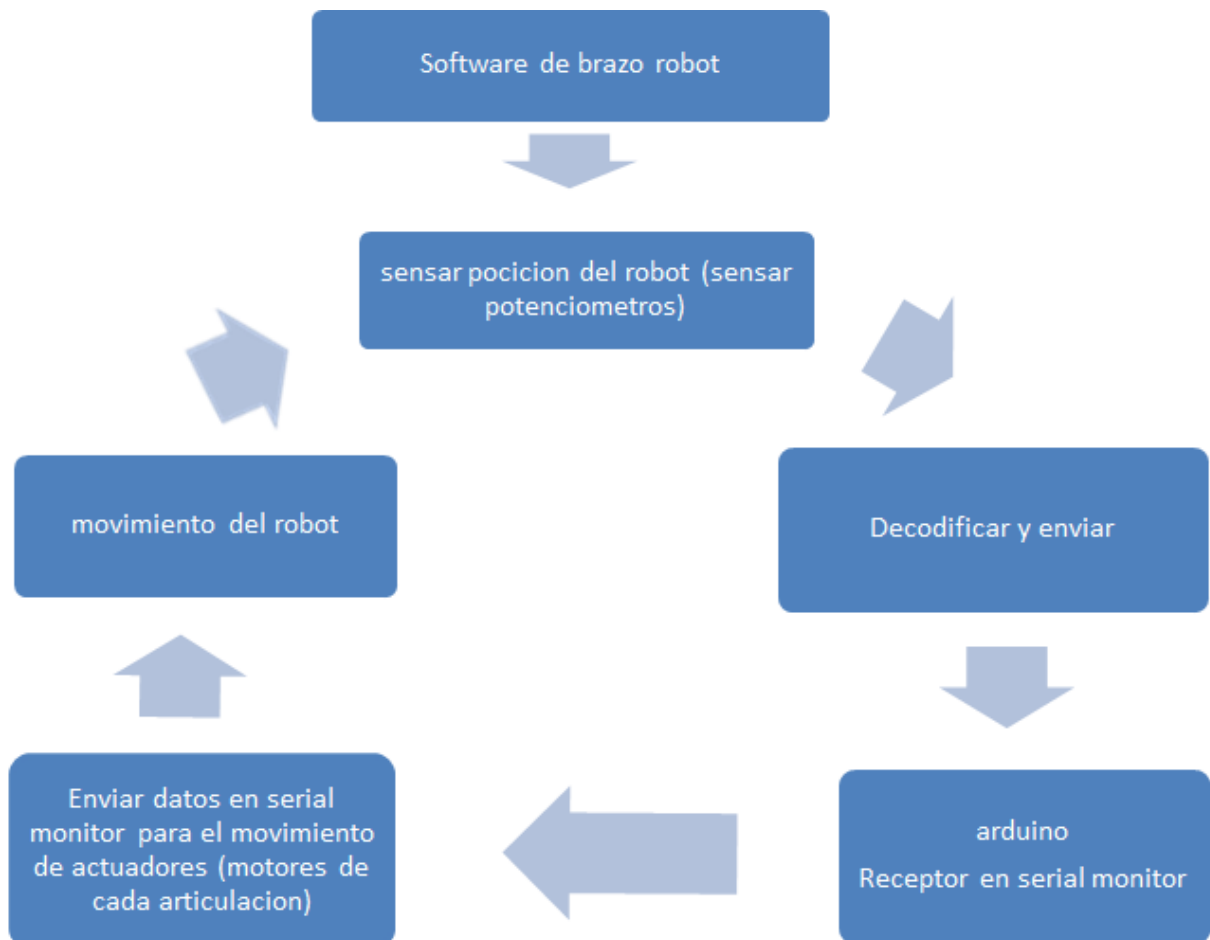 Software de brazo robot
sensar pocicion del robot (sensar
potenciometros)
movimiento del robot
Decodificar y enviar
Enviar datos en serial
monitor para el movimiento
de actuadores (motores de
cada articulacion)
arduino
Receptor en serial monitor